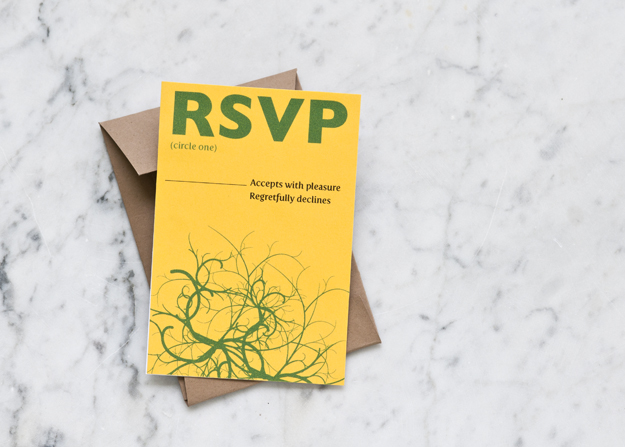 RSVP
(circle one)
Accepts with pleasure
Regretfully declines